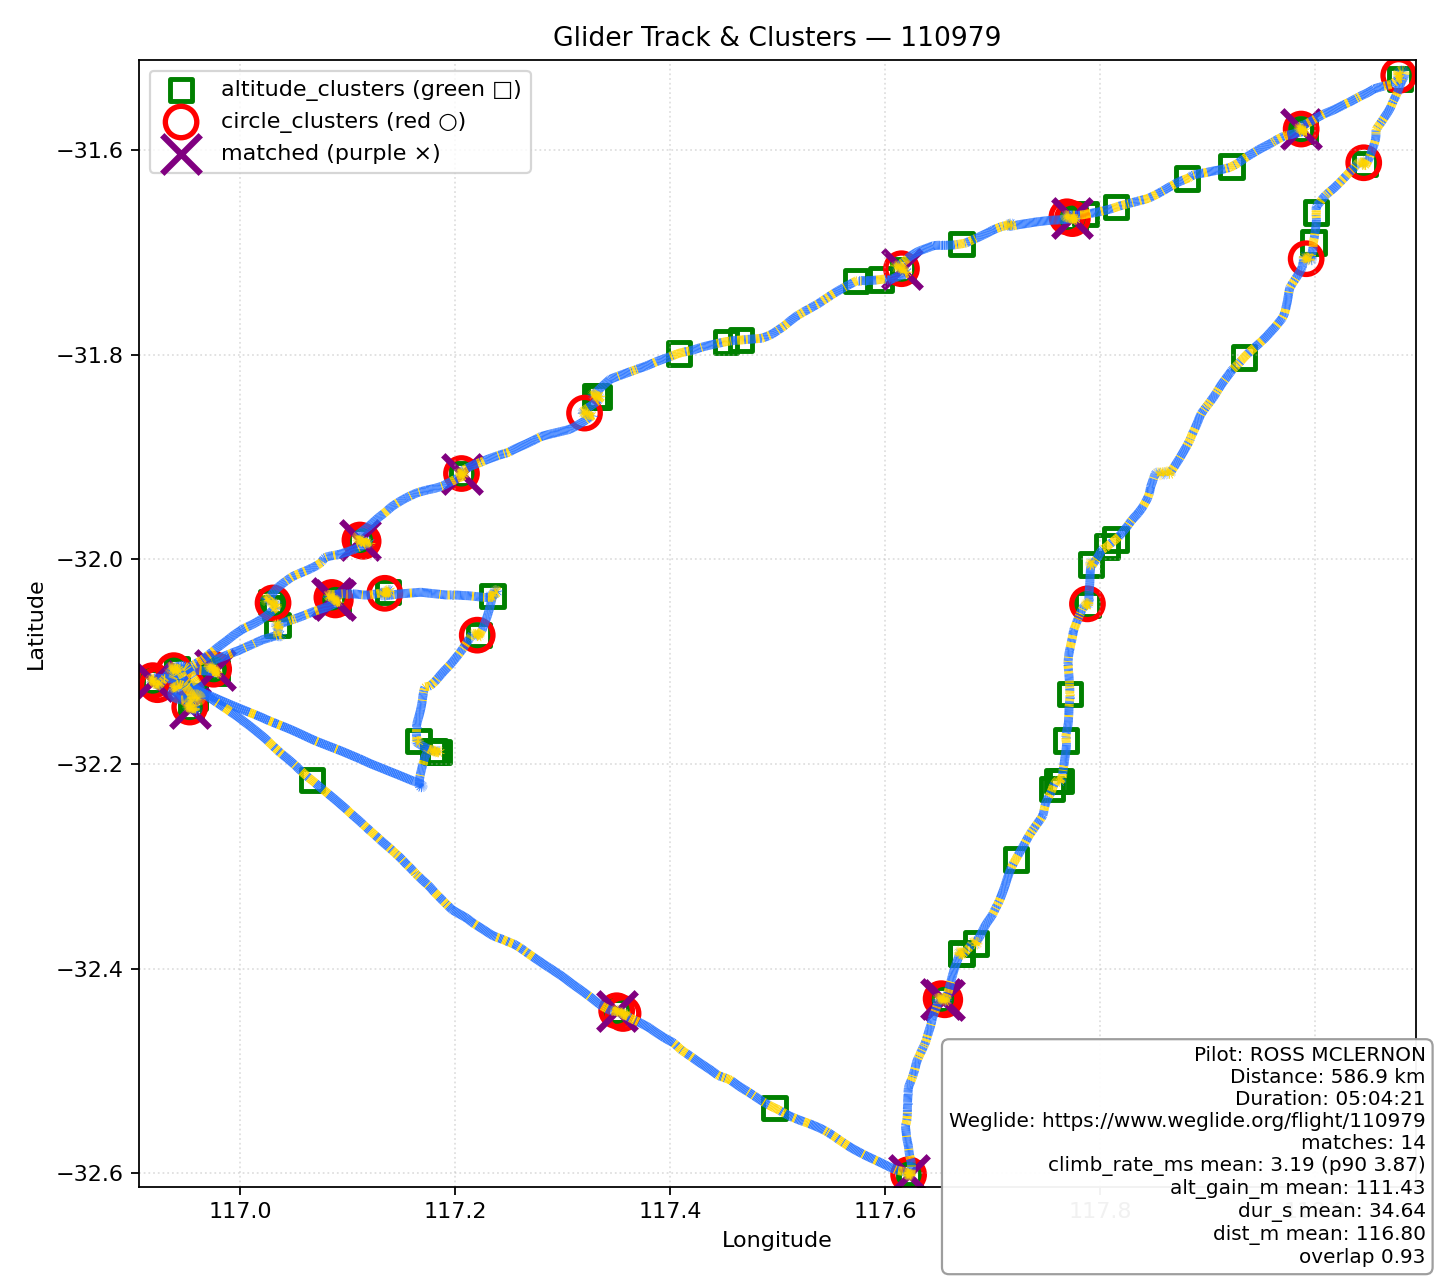 Glider Track & Clusters — 110979
altitude_clusters (green □)
circle_clusters (red ○)
matched (purple ×)
−31.6
−31.8
−32.0
−32.2
−32.4
−32.6
Latitude
117.0
117.2
117.4
117.6
117.8
Longitude
Pilot: ROSS MCLERNON
Distance: 586.9 km
Duration: 05:04:21
Weglide: https://www.weglide.org/flight/110979
matches: 14
climb_rate_ms mean: 3.19 (p90 3.87)
alt_gain_m mean: 111.43
dur_s mean: 34.64
dist_m mean: 116.80
overlap 0.93